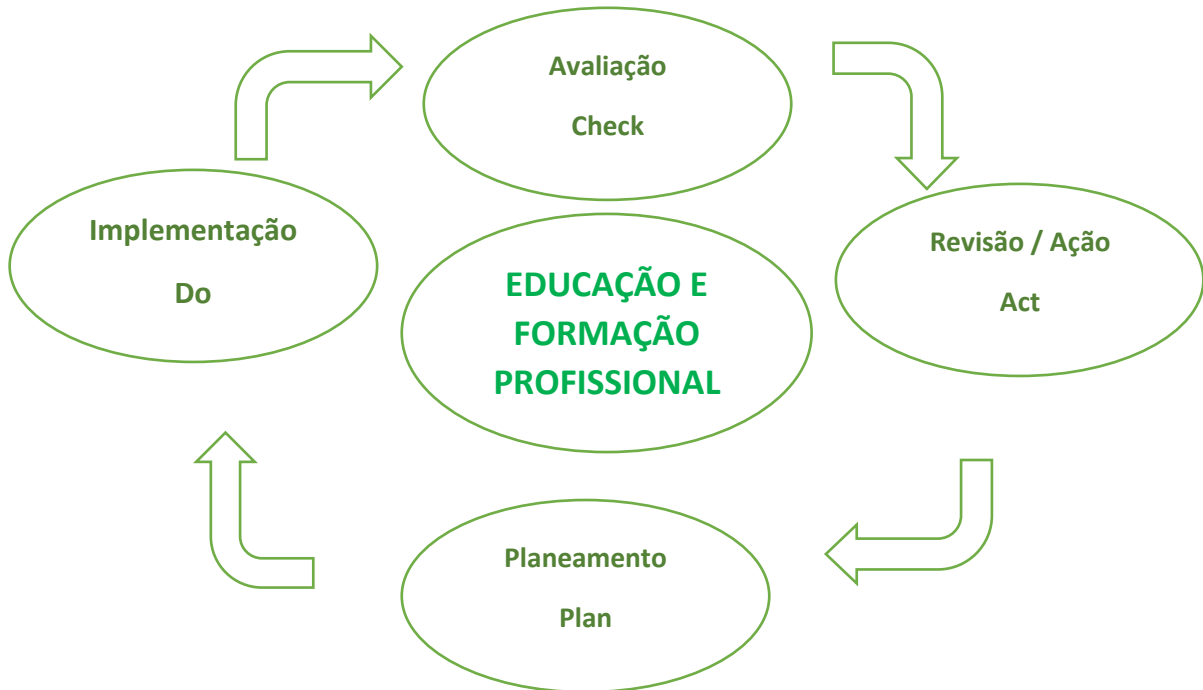 Avaliação
Check
Implementação
Do
Revisão / Ação
Act
EDUCAÇÃO E
FORMAÇÃO
PROFISSIONAL
Planeamento
Plan